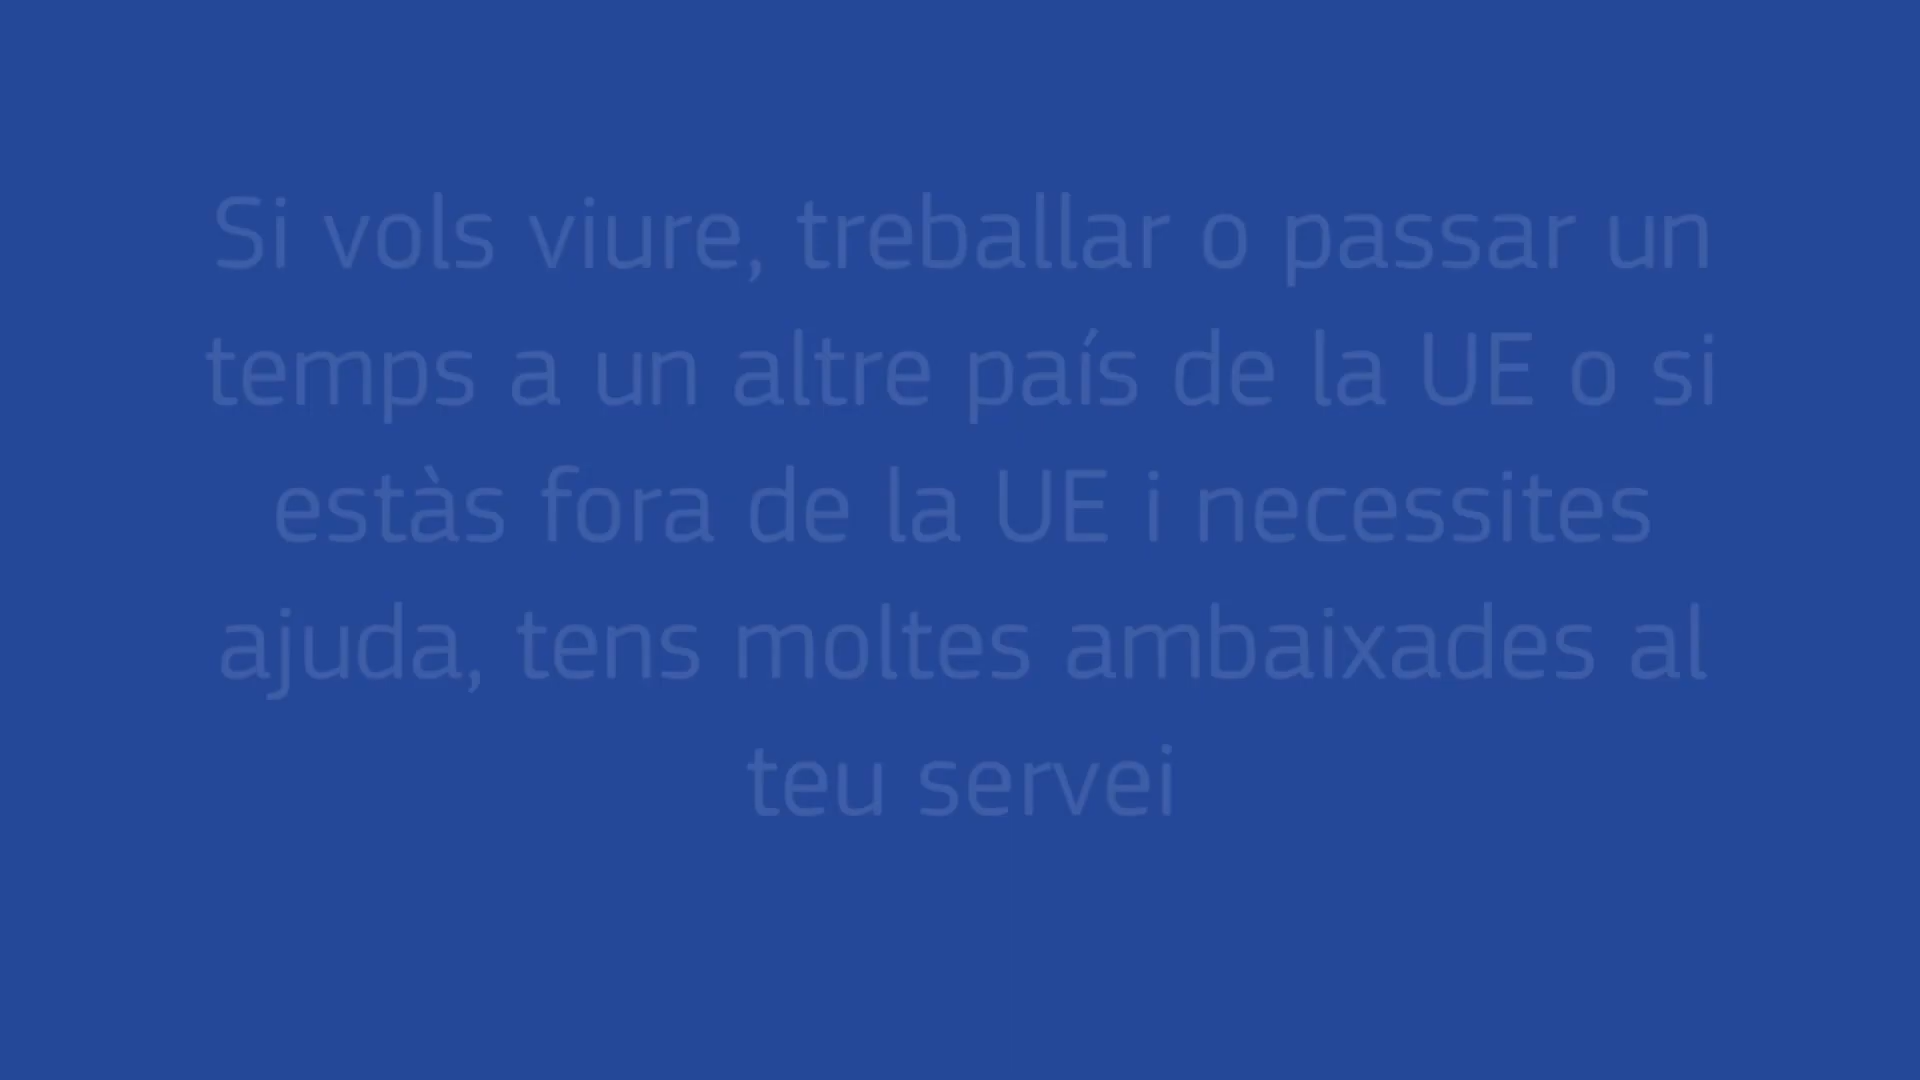 Si vols viure, treballar o passar un
temps a un altre país de la UE o si
estàs fora de la UE i necessites
ajuda, tens moltes ambaixades al
teu servei